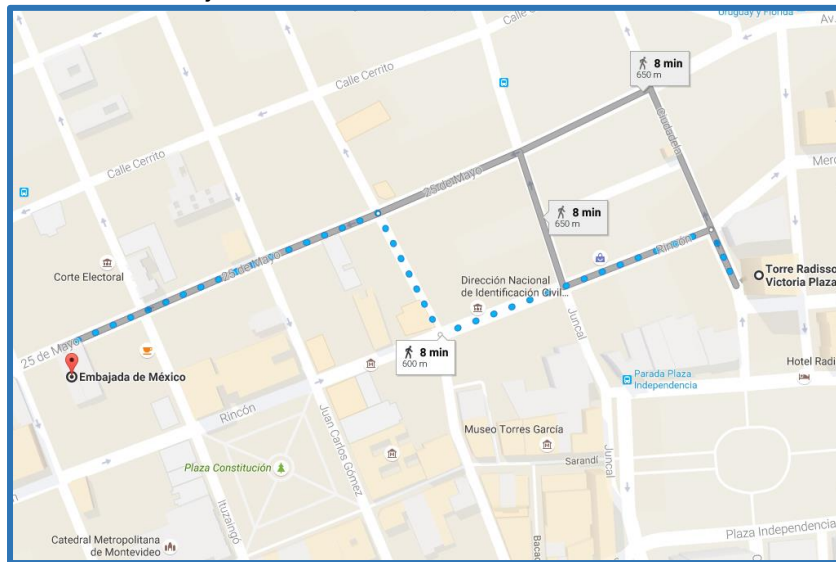 Uruguay y Florida
Av.
8 min
650 m
Calle Cerrito
Ciudadela
Merc
Calle Cerrito
25 de Mayo
8 min
650 m
Rincón
Corte Electoral
25 de Mayo
Dirección Nacional
de Identificación Civil...
Torre Radisso
Victoria Plaza
Juncal
25 de Mayo
8 min
600 m
Embajada de México
Hotel Radi
Parada Plaza
Independencia
Rincón
Juan Carlos Gómez
Museo Torres García
Sarandí
Juncal
Plaza Constitución
Ituzaingó
Bacac
Plaza Independencia
Catedral Metropolitana
de Montevideo